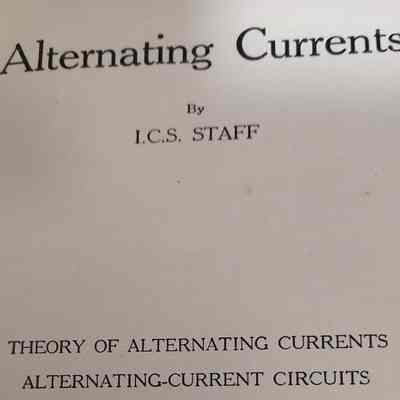 Alternating Currents
By
I.C.S. STAFF
THEORY OF ALTERNATING CURRENTS
ALTERNATING-CURRENT CIRCUITS